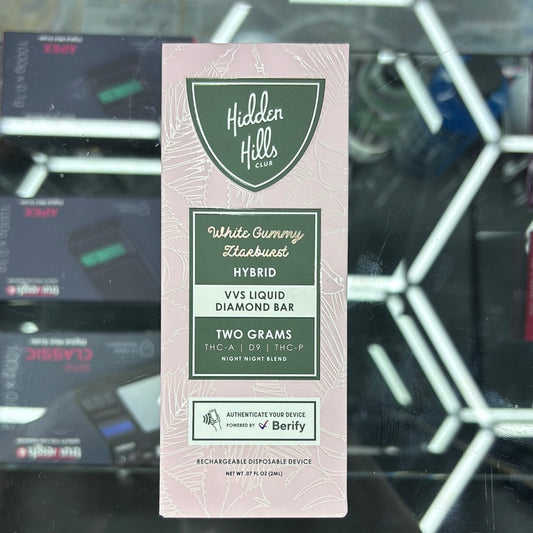 Hidden
Hills
CLUB
White Gummy
Ztarburst
HYBRID
VVS LIQUID
DIAMOND BAR
TWO GRAMS
THC-A | D9 | THC-P
NIGHT NIGHT BLEND
AUTHENTICATE YOUR DEVICE
POWERED BY Berify
RECHARGEABLE DISPOSABLE DEVICE
NET WT .07 FL OZ (2ML)
APEX
APEX
CLASSIC